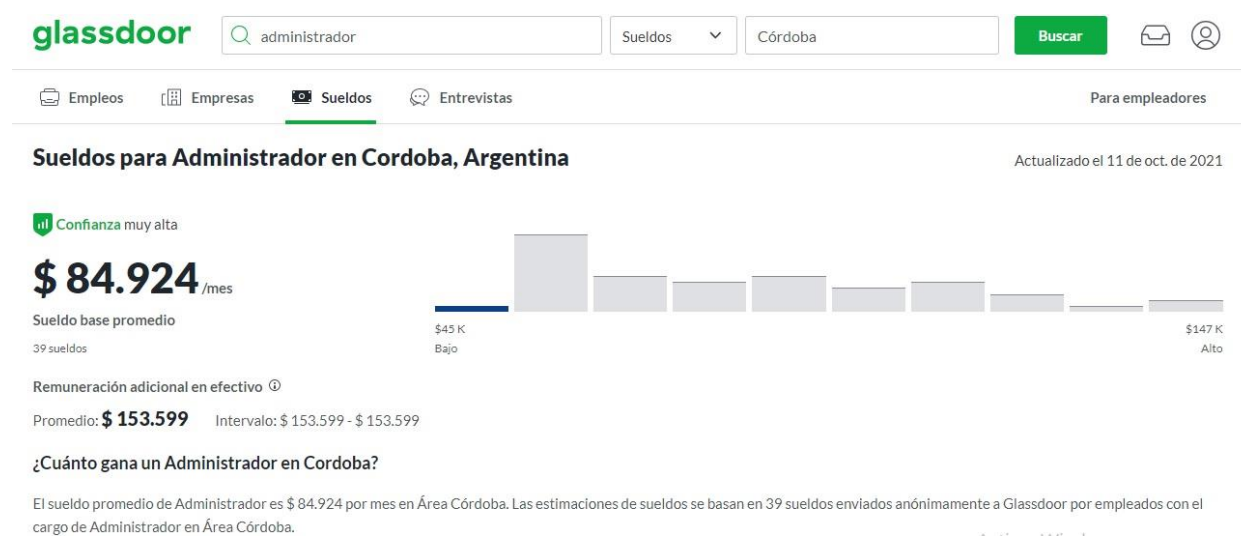 glassdoor administrador Sueldos Córdoba Buscar
Empleos Empresas Sueldos Entrevistas Para empleadores
Sueldos para Administrador en Cordoba, Argentina Actualizado el 11 de oct. de 2021
Confianza muy alta
$ 84.924 /mes
Sueldo base promedio
39 sueldos
$45 K $147 K
Bajo Alto
Remuneración adicional en efectivo
Promedio: $ 153.599 Intervalo: $ 153.599 - $ 153.599
¿Cuánto gana un Administrador en Cordoba?
El sueldo promedio de Administrador es $ 84.924 por mes en Área Córdoba. Las estimaciones de sueldos se basan en 39 sueldos enviados anónimamente a Glassdoor por empleados con el
cargo de Administrador en Área Córdoba.